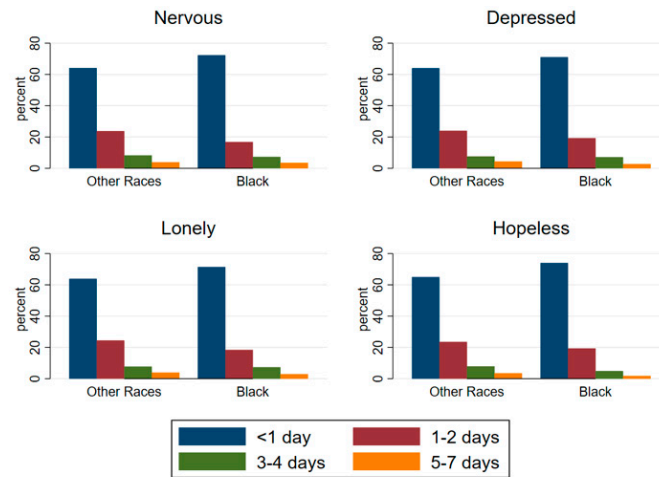 Nervous
percent
0 20 40 60 80
Other Races Black
Depressed
percent
0 20 40 60 80
Other Races Black
Lonely
percent
0 20 40 60 80
Other Races Black
Hopeless
percent
0 20 40 60 80
Other Races Black
<1 day 1-2 days
3-4 days 5-7 days